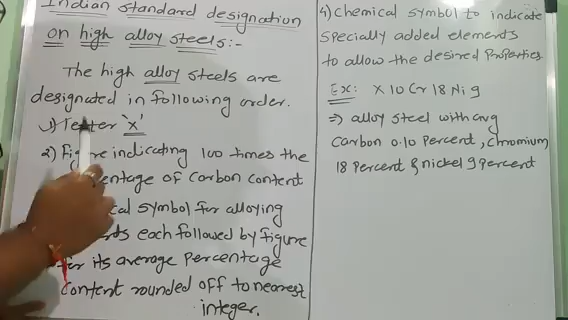 Indian standard designation
on high alloy steels:-
The high alloy steels are
designated in following order.
1) Letter 'X'
2) Figure indicating 100 times the
percentage of carbon content
symbol for alloying
each followed by figure
for its average percentage
content rounded off to nearest
integer.
4) Chemical symbol to indicate
specially added elements
to allow the desired properties
Ex: X 10 Cr 18 Ni 9
⇒ alloy steel with avg
carbon 0.10 percent, chromium
18 percent & nickel 9 percent